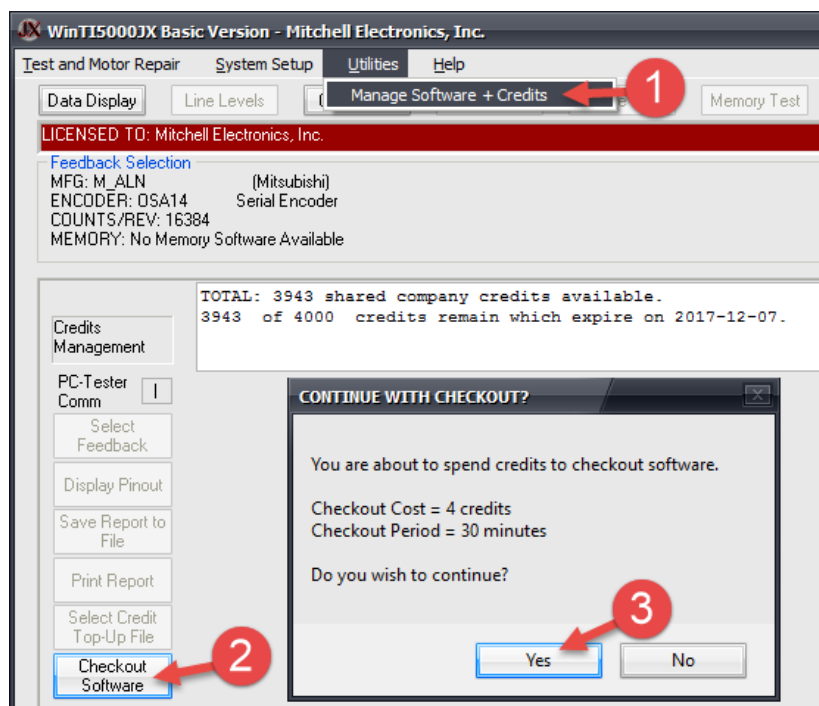 WinTI5000JX Basic Version - Mitchell Electronics, Inc.
Test and Motor Repair System Setup Utilities Help
Manage Software + Credits 1
Data Display Line Levels Memory Test
LICENSED TO: Mitchell Electronics, Inc.
Feedback Selection
MFG: M_ALN (Mitsubishi)
ENCODER: OSA14 Serial Encoder
COUNTS/REV: 16384
MEMORY: No Memory Software Available
TOTAL: 3943 shared company credits available.
3943 of 4000 credits remain which expire on 2017-12-07.
Credits
Management
PC-Tester
Comm
Select
Feedback
Display Pinout
Save Report to
File
Print Report
Select Credit
Top-Up File
Checkout
Software
2
CONTINUE WITH CHECKOUT?
You are about to spend credits to checkout software.
Checkout Cost = 4 credits
Checkout Period = 30 minutes
Do you wish to continue?
3
Yes No